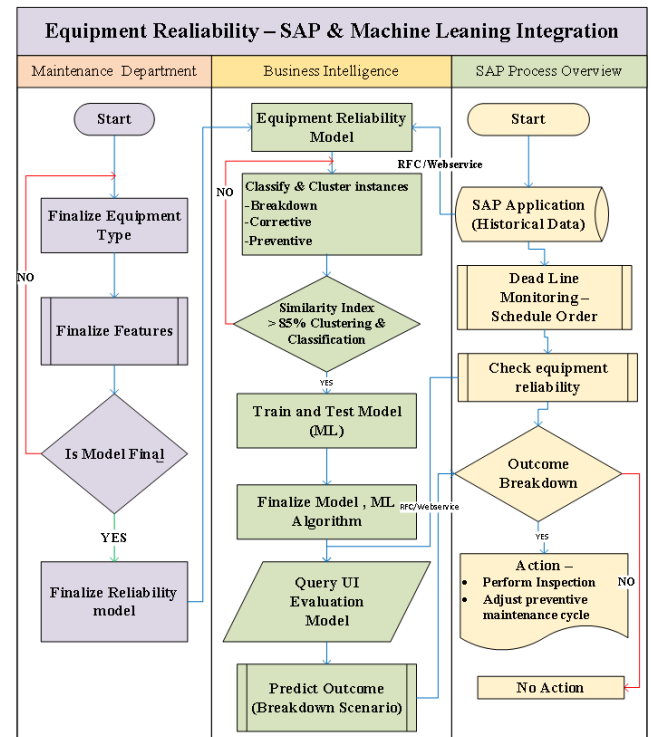 Equipment Realiability – SAP & Machine Leaning Integration
Maintenance Department
Business Intelligence
SAP Process Overview
Start
NO
Finalize Equipment
Type
Finalize Features
Is Model Final
YES
Finalize Reliability
model
Equipment Reliability
Model
NO
Classify & Cluster instances
-Breakdown
-Corrective
-Preventive
Similarity Index
> 85% Clustering &
Classification
YES
Train and Test Model
(ML)
Finalize Model , ML
Algorithm
RFC/Webservice
Query UI
Evaluation
Model
Predict Outcome
(Breakdown Scenario)
Start
RFC/Webservice
SAP Application
(Historical Data)
Dead Line
Monitoring –
Schedule Order
Check equipment
reliability
Outcome
Breakdown
YES
Action –
• Perform Inspection
• Adjust preventive
maintenance cycle
NO
No Action